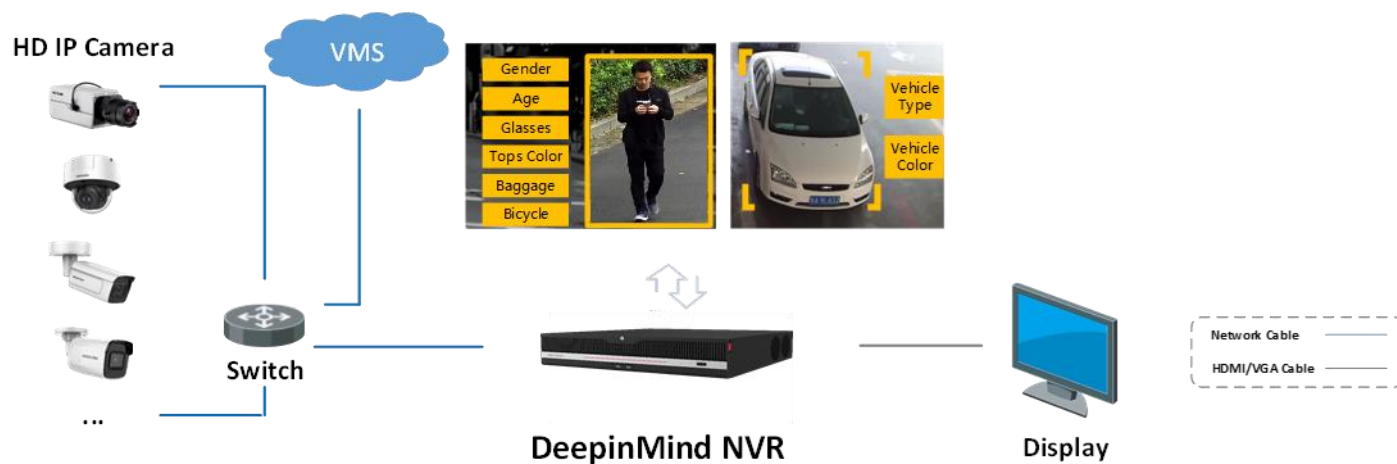 HD IP Camera
VMS
Gender
Age
Glasses
Tops Color
Baggage
Bicycle
Vehicle
Type
Vehicle
Color
Switch
...
DeepinMind NVR
Display
Network Cable
HDMI/VGA Cable